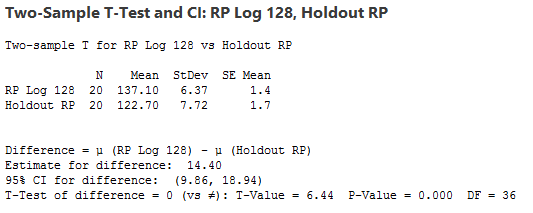 Two-Sample T-Test and CI: RP Log 128, Holdout RP
Two-sample T for RP Log 128 vs Holdout RP
N Mean StDev SE Mean
RP Log 128 20 137.10 6.37 1.4
Holdout RP 20 122.70 7.72 1.7
Difference = μ (RP Log 128) - μ (Holdout RP)
Estimate for difference: 14.40
95% CI for difference: (9.86, 18.94)
T-Test of difference = 0 (vs ≠): T-Value = 6.44 P-Value = 0.000 DF = 36